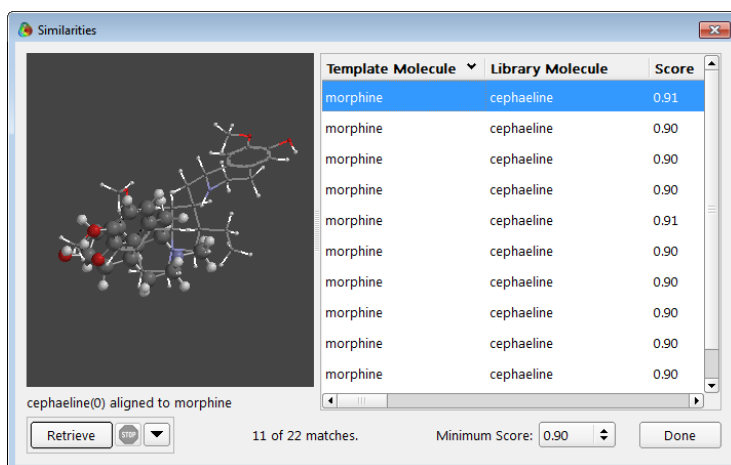 Similarities
Template Molecule Library Molecule Score
morphine cephaeline 0.91
morphine cephaeline 0.90
morphine cephaeline 0.90
morphine cephaeline 0.90
morphine cephaeline 0.91
morphine cephaeline 0.90
morphine cephaeline 0.90
morphine cephaeline 0.90
morphine cephaeline 0.90
morphine cephaeline 0.90
cephaeline(0) aligned to morphine
Retrieve STOP 11 of 22 matches. Minimum Score: 0.90 Done